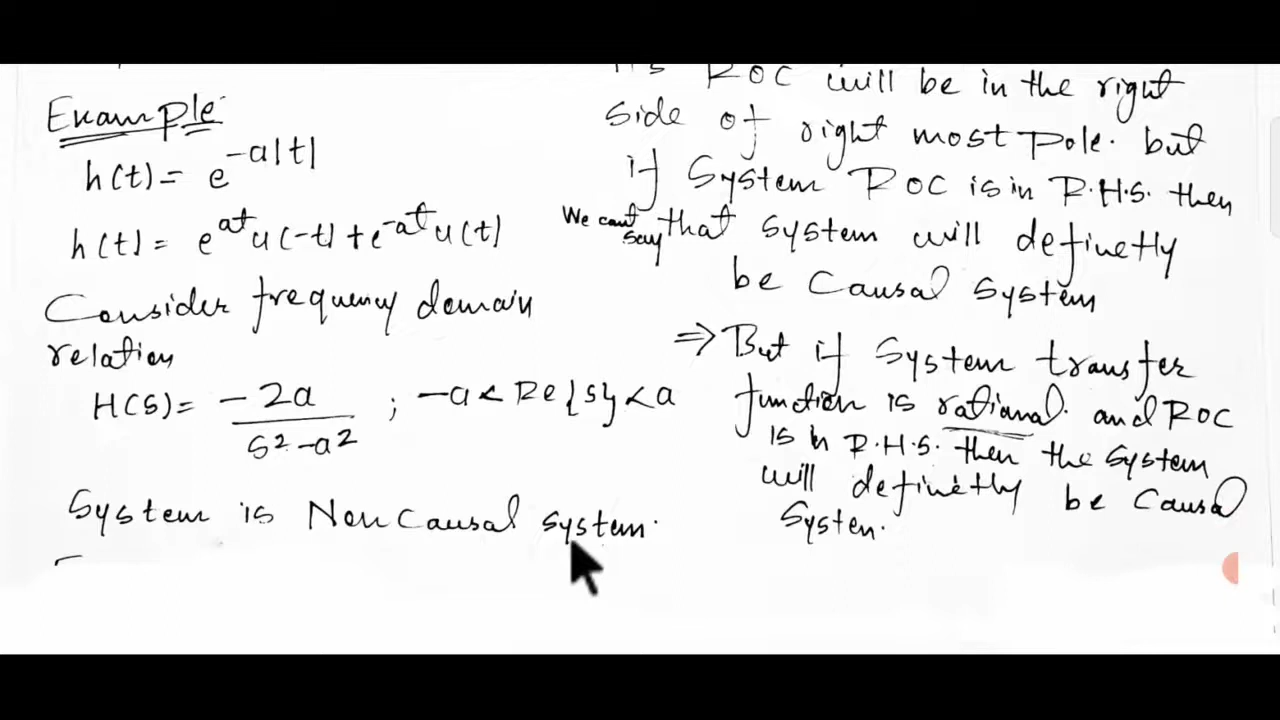 Example
h(t) = e^-a|t|
h(t) = e^at u(-t) + e^-at u(t)
Consider frequency domain
relation
H(s) = -2a / s²-a² ; -a < Re{s} < a
System is Non Causal system.
ROC will be in the right
side of right most Pole. but
if System ROC is in R.H.S. then
We can't say that system will definetly
be Causal System
⇒ But if System transfer
function is rational. and ROC
is in R.H.S. then the System
will definetly be Causal
System.